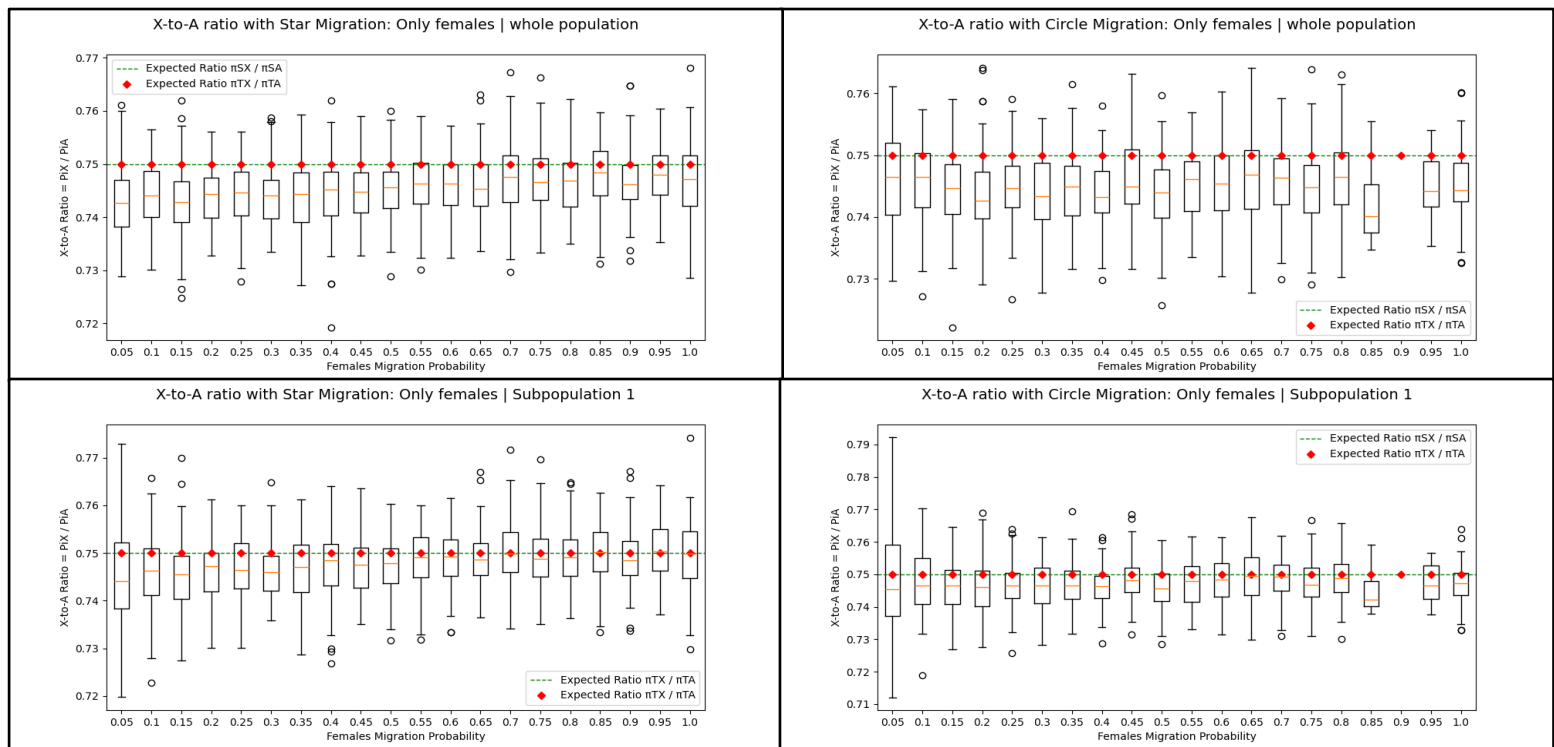 X-to-A ratio with Star Migration: Only females | whole population
0.77
0.76
0.75
0.74
0.73
0.72
X-to-A Ratio = PiX / PiA
Expected Ratio πSX / πSA
Expected Ratio πTX / πTA
0.05 0.1 0.15 0.2 0.25 0.3 0.35 0.4 0.45 0.5 0.55 0.6 0.65 0.7 0.75 0.8 0.85 0.9 0.95 1.0
Females Migration Probability
X-to-A ratio with Circle Migration: Only females | whole population
0.76
0.75
0.74
0.73
X-to-A Ratio = PiX / PiA
Expected Ratio πSX / πSA
Expected Ratio πTX / πTA
0.05 0.1 0.15 0.2 0.25 0.3 0.35 0.4 0.45 0.5 0.55 0.6 0.65 0.7 0.75 0.8 0.85 0.9 0.95 1.0
Females Migration Probability
X-to-A ratio with Star Migration: Only females | Subpopulation 1
0.77
0.76
0.75
0.74
0.73
0.72
X-to-A Ratio = PiX / PiA
Expected Ratio πTX / πTA
Expected Ratio πTX / πTA
0.05 0.1 0.15 0.2 0.25 0.3 0.35 0.4 0.45 0.5 0.55 0.6 0.65 0.7 0.75 0.8 0.85 0.9 0.95 1.0
Females Migration Probability
X-to-A ratio with Circle Migration: Only females | Subpopulation 1
0.79
0.78
0.77
0.76
0.75
0.74
0.73
0.72
0.71
X-to-A Ratio = PiX / PiA
Expected Ratio πSX / πSA
Expected Ratio πTX / πTA
0.05 0.1 0.15 0.2 0.25 0.3 0.35 0.4 0.45 0.5 0.55 0.6 0.65 0.7 0.75 0.8 0.85 0.9 0.95 1.0
Females Migration Probability